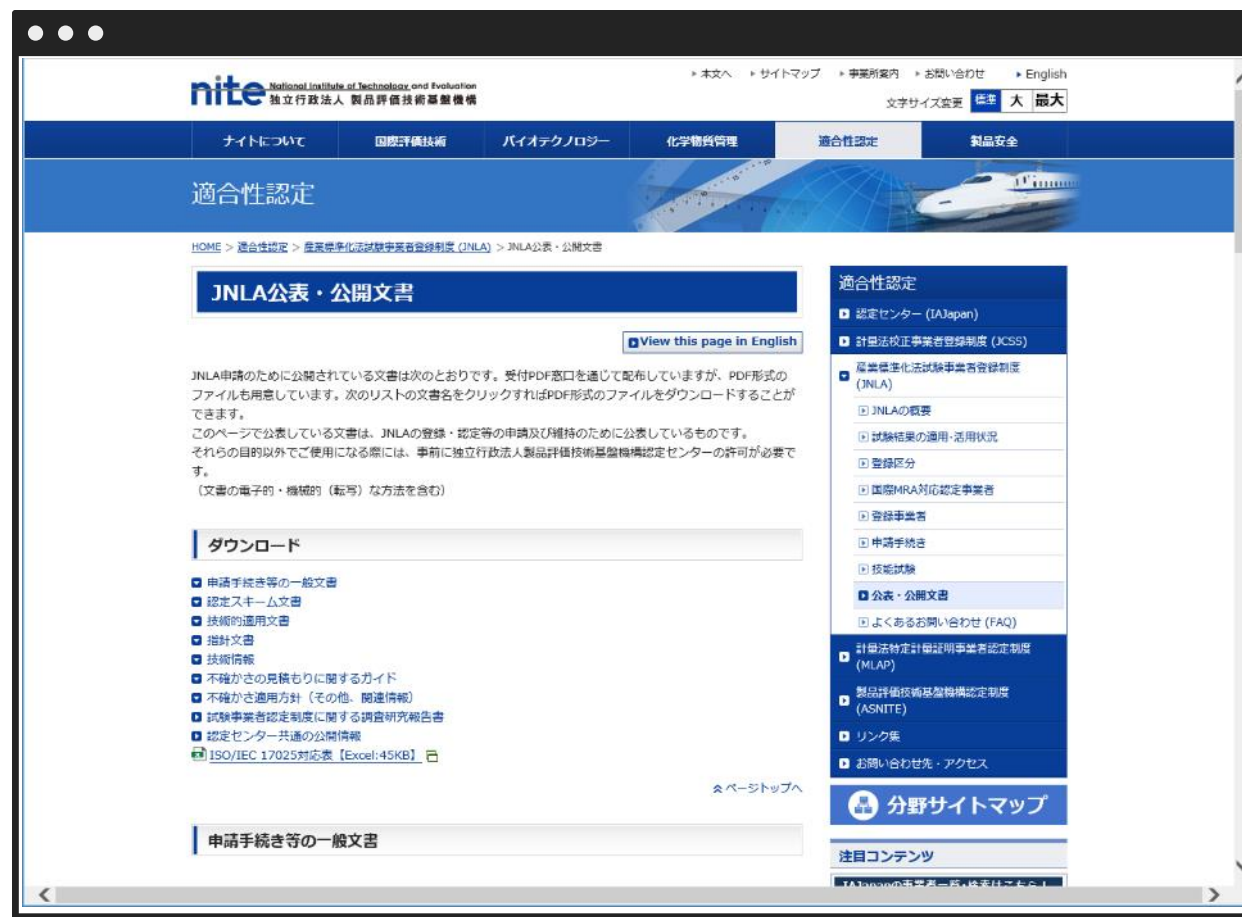 本文へ サイトマップ 事業所案内 お問い合わせ English
nite National Institute of Technology and Evaluation
独立行政法人 製品評価技術基盤機構
文字サイズ変更 標準 大 最大
ナイトについて 国際評価技術 バイオテクノロジー 化学物質管理 適合性認定 製品安全
適合性認定
HOME > 適合性認定 > 産業標準化法試験事業者登録制度 (JNLA) > JNLA公表・公開文書
JNLA公表・公開文書
View this page in English
JNLA申請のために公開されている文書は次のとおりです。受付PDF窓口を通じて配布していますが、PDF形式の
ファイルも用意しています。次のリストの文書名をクリックすればPDF形式のファイルをダウンロードすることが
できます。
このページで公表している文書は、JNLAの登録・認定等の申請及び維持のために公表しているものです。
それらの目的以外でご使用になる際には、事前に独立行政法人製品評価技術基盤機構認定センターの許可が必要で
す。
（文書の電子的・機械的（転写）な方法を含む）
ダウンロード
申請手続き等の一般文書
認定スキーム文書
技術的適用文書
指針文書
技術情報
不確かさの見積もりに関するガイド
不確かさ適用方針（その他、関連情報）
試験事業者認定制度に関する調査研究報告書
認定センター共通の公開情報
ISO/IEC 17025対応表【Excel:45KB】
ページトップへ
申請手続き等の一般文書
適合性認定
認定センター (IAJapan)
計量法校正事業者登録制度 (JCSS)
産業標準化法試験事業者登録制度
(JNLA)
JNLAの概要
試験結果の適用・活用状況
登録区分
国際MRA対応認定事業者
登録事業者
申請手続き
技能試験
公表・公開文書
よくあるお問い合わせ (FAQ)
計量法特定計量証明事業者認定制度
(MLAP)
製品評価技術基盤機構認定制度
(ASNITE)
リンク集
お問い合わせ先・アクセス
分野サイトマップ
注目コンテンツ